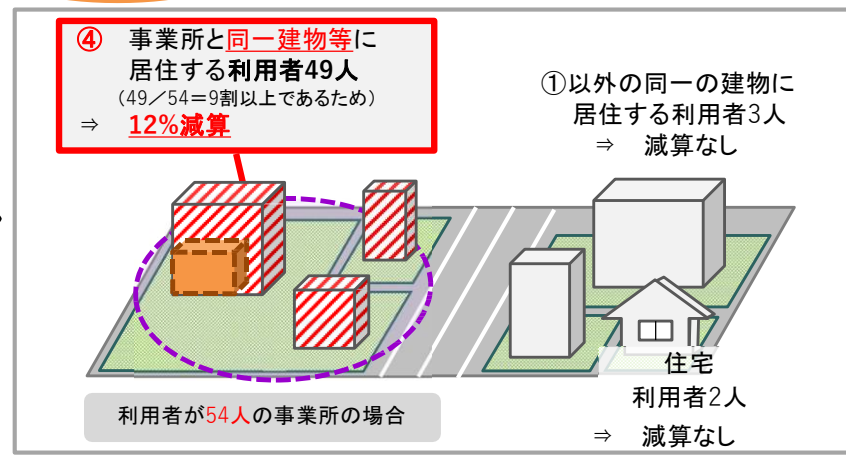 ④ 事業所と同一建物等に
居住する利用者49人
（49／54＝9割以上であるため）
⇒ 12%減算
①以外の同一の建物に
居住する利用者3人
⇒ 減算なし
住宅
利用者2人
⇒ 減算なし
利用者が54人の事業所の場合